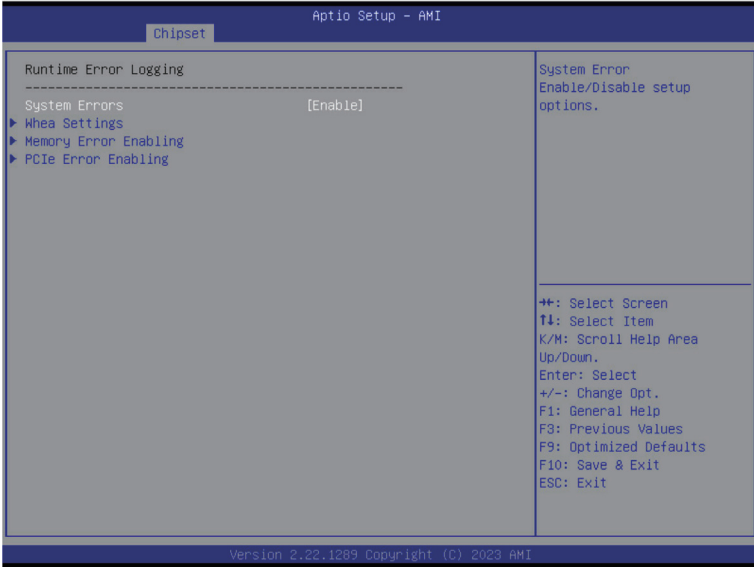 Aptio Setup – AMI
Chipset
Runtime Error Logging
--------------------------------------------------
System Errors [Enable]
Whea Settings
Memory Error Enabling
PCIe Error Enabling
System Error
Enable/Disable setup
options.
→←: Select Screen
↑↓: Select Item
K/M: Scroll Help Area
Up/Down.
Enter: Select
+/-: Change Opt.
F1: General Help
F3: Previous Values
F9: Optimized Defaults
F10: Save & Exit
ESC: Exit
Version 2.22.1289 Copyright (C) 2023 AMI